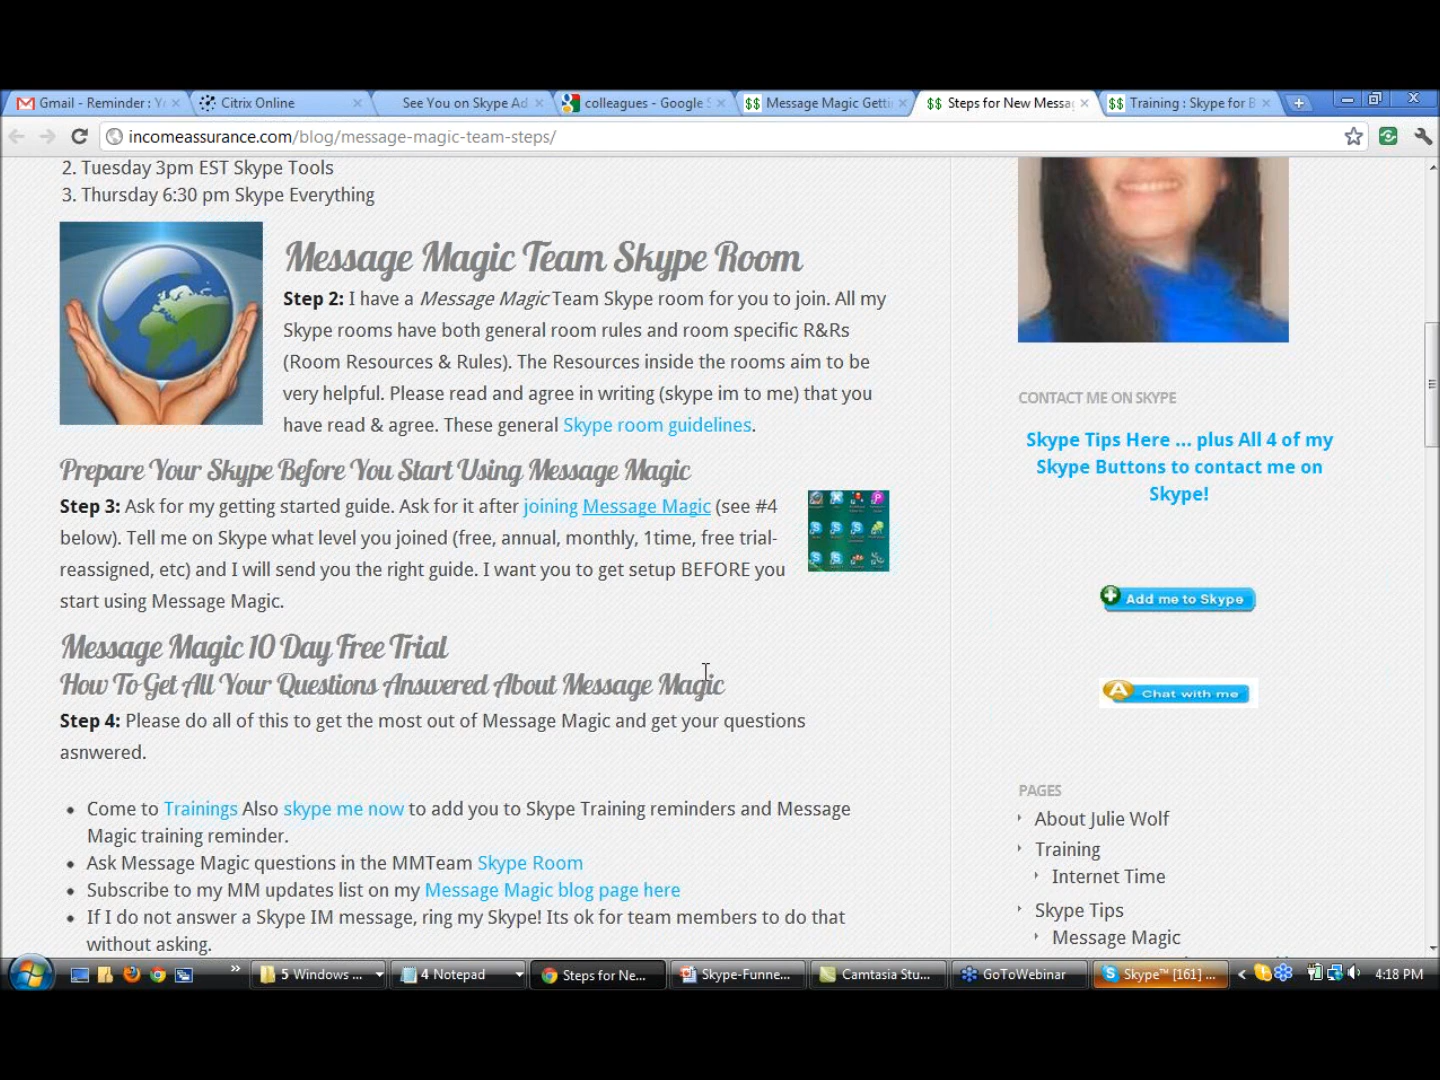 Gmail - Reminder : Y
Citrix Online
See You on Skype Ad
colleagues - Google S
$$ Message Magic Getti
$$ Steps for New Messa
$$ Training : Skype for B
incomeassurance.com/blog/message-magic-team-steps/
2. Tuesday 3pm EST Skype Tools
3. Thursday 6:30 pm Skype Everything
Message Magic Team Skype Room
Step 2: I have a Message Magic Team Skype room for you to join. All my
Skype rooms have both general room rules and room specific R&Rs
(Room Resources & Rules). The Resources inside the rooms aim to be
very helpful. Please read and agree in writing (skype im to me) that you
have read & agree. These general Skype room guidelines.
Prepare Your Skype Before You Start Using Message Magic
Step 3: Ask for my getting started guide. Ask for it after joining Message Magic (see #4
below). Tell me on Skype what level you joined (free, annual, monthly, 1time, free trial-
reassigned, etc) and I will send you the right guide. I want you to get setup BEFORE you
start using Message Magic.
Message Magic 10 Day Free Trial
How To Get All Your Questions Answered About Message Magic
Step 4: Please do all of this to get the most out of Message Magic and get your questions
asnwered.
• Come to Trainings Also skype me now to add you to Skype Training reminders and Message
Magic training reminder.
• Ask Message Magic questions in the MMTeam Skype Room
• Subscribe to my MM updates list on my Message Magic blog page here
• If I do not answer a Skype IM message, ring my Skype! Its ok for team members to do that
without asking.
CONTACT ME ON SKYPE
Skype Tips Here ... plus All 4 of my
Skype Buttons to contact me on
Skype!
Add me to Skype
Chat with me
PAGES
About Julie Wolf
Training
Internet Time
Skype Tips
Message Magic
5 Windows ...
4 Notepad
Steps for Ne...
Skype-Funne...
Camtasia Stu...
GoToWebinar
Skype™ [161] ...
4:18 PM